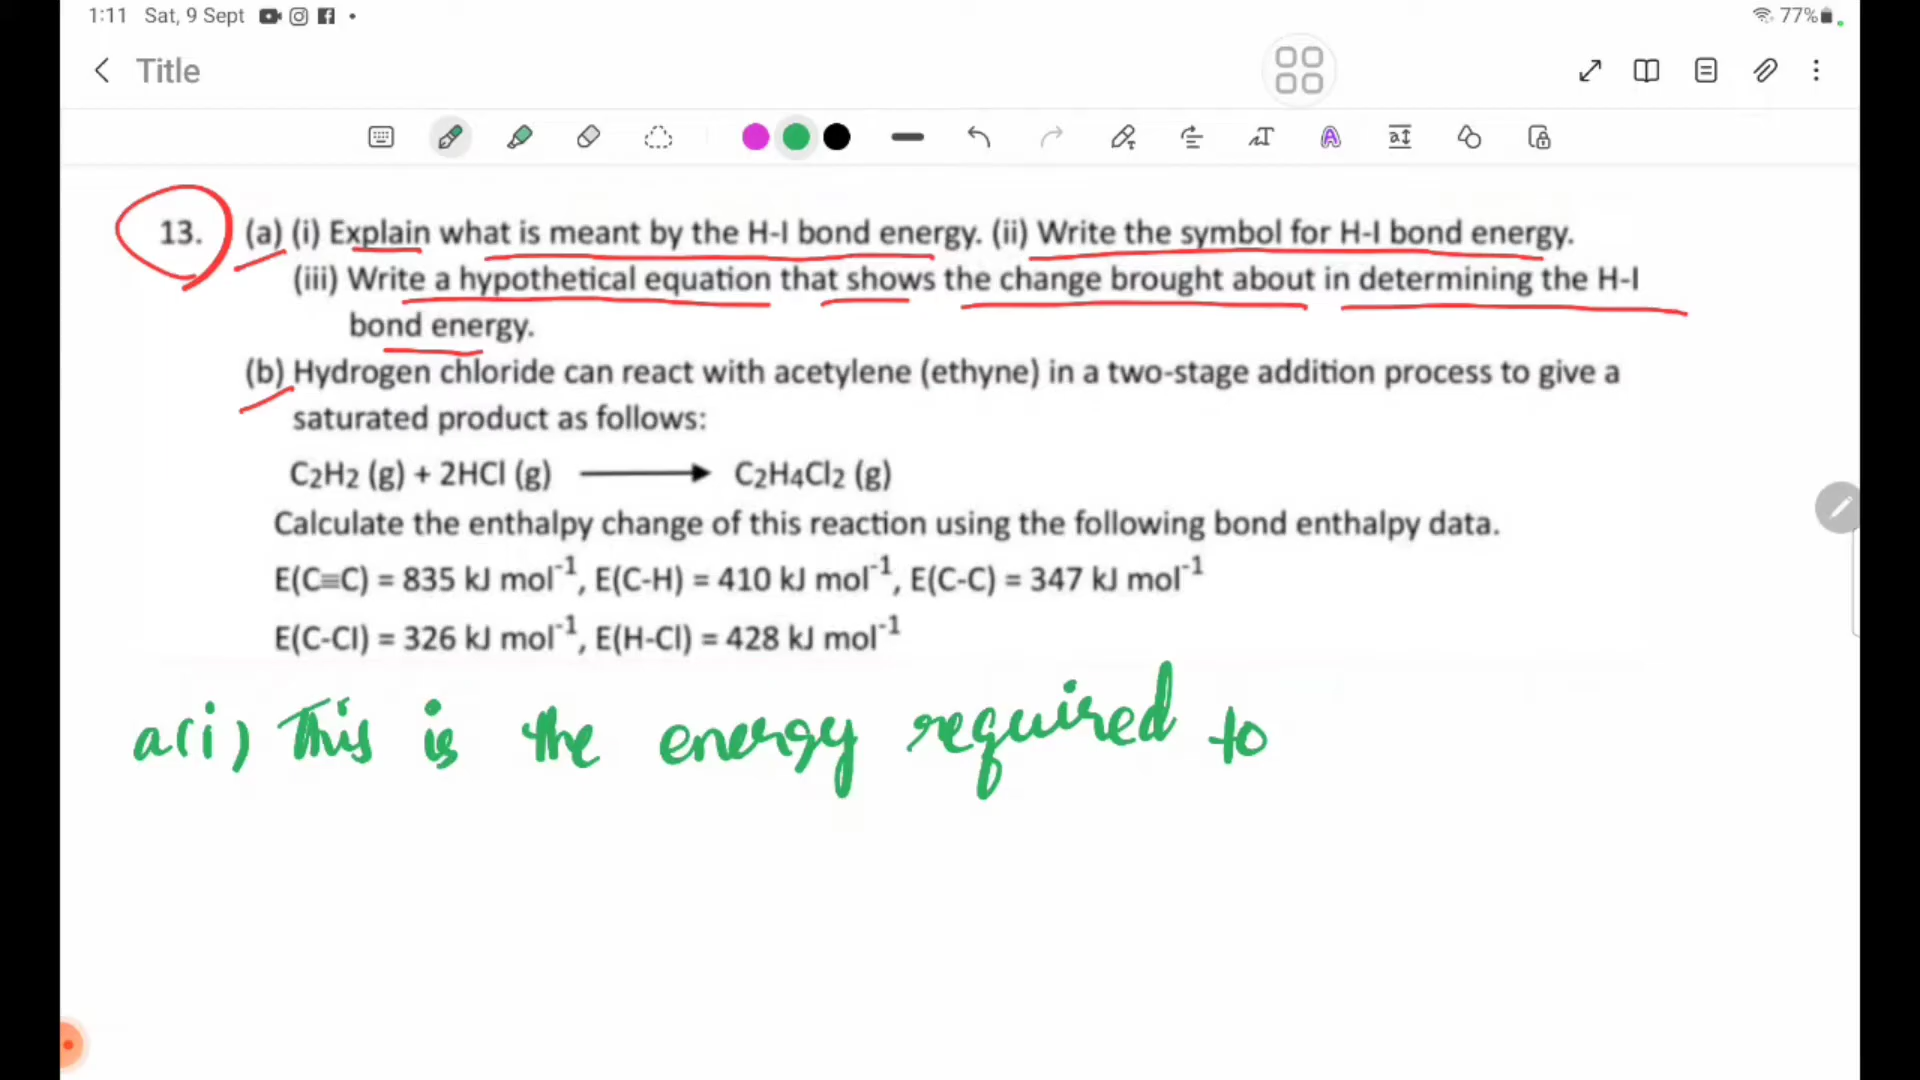 1:11 Sat, 9 Sept
77%
Title
13. (a) (i) Explain what is meant by the H-I bond energy. (ii) Write the symbol for H-I bond energy.
(iii) Write a hypothetical equation that shows the change brought about in determining the H-I
bond energy.
(b) Hydrogen chloride can react with acetylene (ethyne) in a two-stage addition process to give a
saturated product as follows:
C2H2 (g) + 2HCl (g) ⟶ C2H4Cl2 (g)
Calculate the enthalpy change of this reaction using the following bond enthalpy data.
E(C≡C) = 835 kJ mol⁻¹, E(C-H) = 410 kJ mol⁻¹, E(C-C) = 347 kJ mol⁻¹
E(C-Cl) = 326 kJ mol⁻¹, E(H-Cl) = 428 kJ mol⁻¹
a(i) This is the energy required to